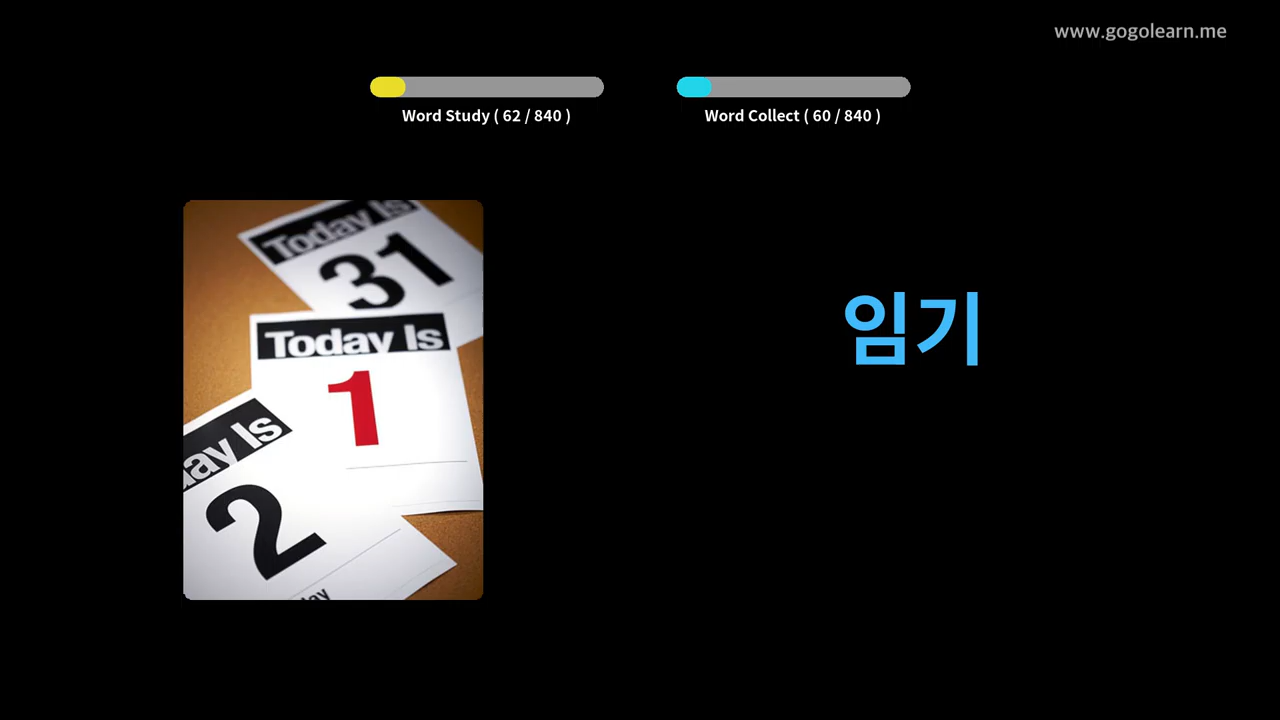 www.gogolearn.me
Word Study ( 62 / 840 )
Word Collect ( 60 / 840 )
Today Is
31
Today Is
1
ay Is
2
ay
임기